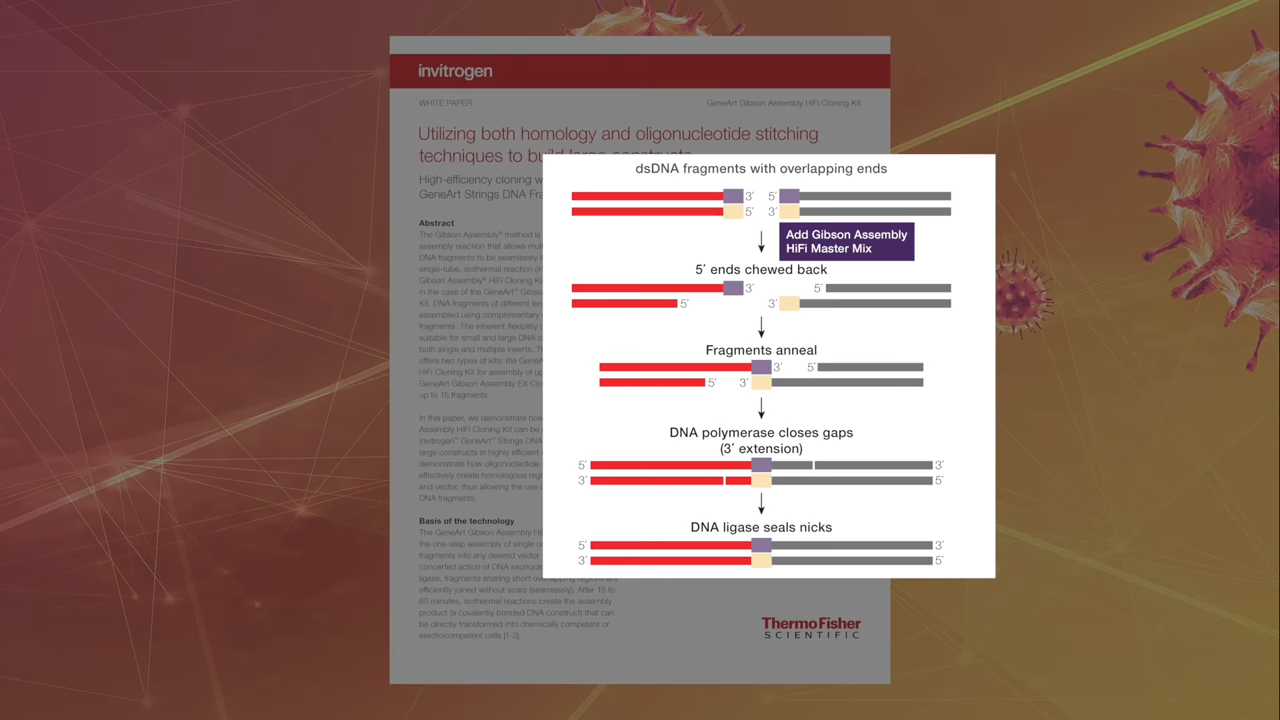 invitrogen
WHITE PAPER
GeneArt Gibson Assembly HiFi Cloning Kit
Utilizing both homology and oligonucleotide stitching
techniques to build large constructs
High-efficiency cloning w
GeneArt Strings DNA Fra
Abstract
The Gibson Assembly® method is
assembly reaction that allows mul
DNA fragments to be seamlessly l
single-tube, isothermal reaction (in
Gibson Assembly® HiFi Cloning Ki
in the case of the GeneArt™ Gibso
Kit, DNA fragments of different len
assembled using complementary
fragments. The inherent flexibility o
suitable for small and large DNA c
both single and multiple inserts. T
offers two types of kits: the GeneA
HiFi Cloning Kit for assembly of up
GeneArt Gibson Assembly EX Clo
up to 15 fragments.
In this paper, we demonstrate how
Assembly HiFi Cloning Kit can be
Invitrogen™ GeneArt™ Strings DNA
large constructs in highly efficient
demonstrate how oligonucleotide
effectively create homologous reg
and vector, thus allowing the use o
DNA fragments.
Basis of the technology
The GeneArt Gibson Assembly Hi
the one-step assembly of single o
fragments into any desired vector
concerted action of DNA exonucle
ligase, fragments sharing short overlapping regions are
efficiently joined without scars (seamlessly). After 15 to
60 minutes, isothermal reactions create the assembly
product (a covalently bonded DNA construct) that can
be directly transformed into chemically competent or
electrocompetent cells [1-3].
dsDNA fragments with overlapping ends
3′ 5′
5′ 3′
Add Gibson Assembly
HiFi Master Mix
5′ ends chewed back
3′ 5′
5′ 3′
Fragments anneal
3′ 5′
5′ 3′
DNA polymerase closes gaps
(3′ extension)
5′ 3′
3′ 5′
DNA ligase seals nicks
5′ 3′
3′ 5′
ThermoFisher
SCIENTIFIC